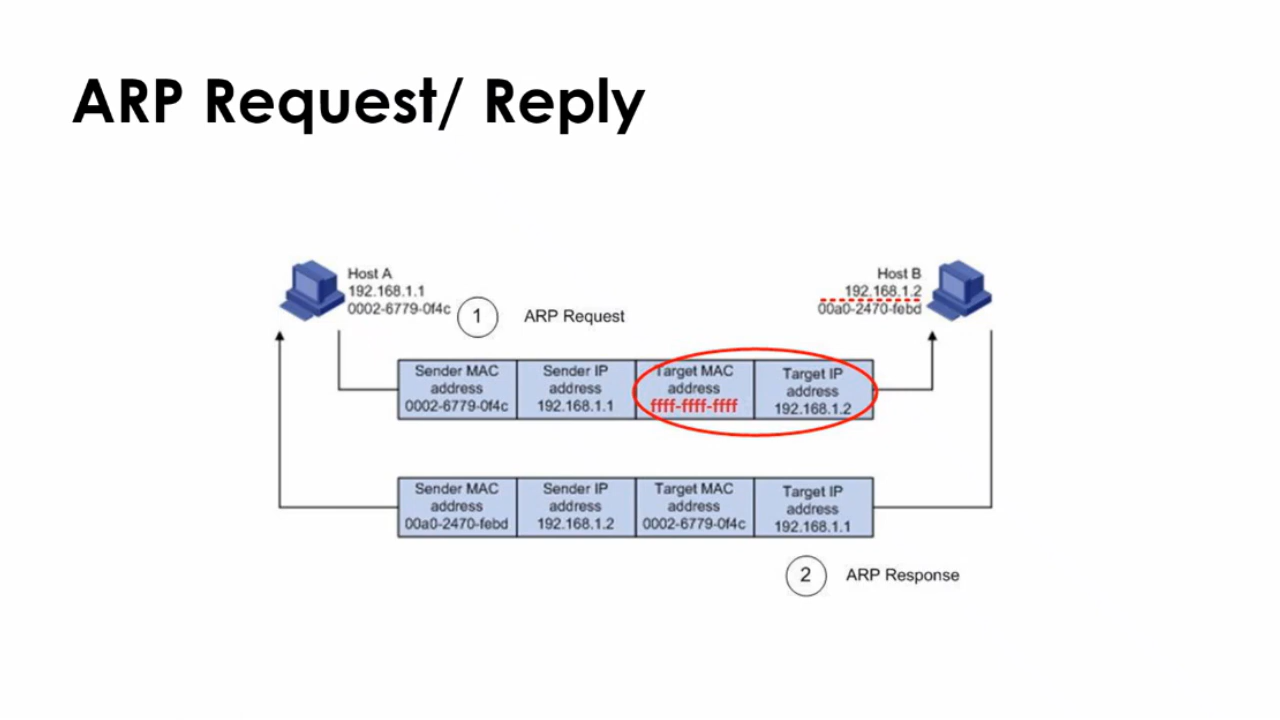 ARP Request/ Reply
Host A
192.168.1.1
0002-6779-0f4c
Host B
192.168.1.2
00a0-2470-febd
1
ARP Request
Sender MAC
address
0002-6779-0f4c
Sender IP
address
192.168.1.1
Target MAC
address
ffff-ffff-ffff
Target IP
address
192.168.1.2
Sender MAC
address
00a0-2470-febd
Sender IP
address
192.168.1.2
Target MAC
address
0002-6779-0f4c
Target IP
address
192.168.1.1
2
ARP Response